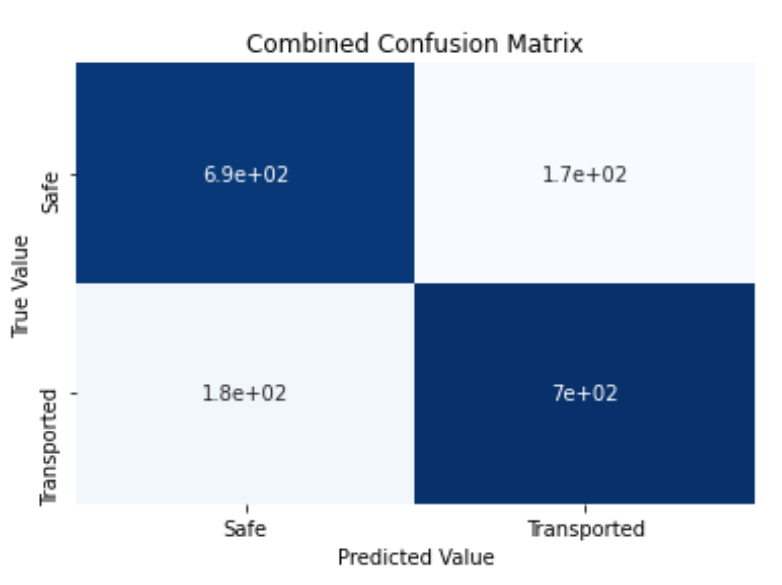 Combined Confusion Matrix
True Value
Safe
6.9e+02
1.7e+02
Transported
1.8e+02
7e+02
Safe
Transported
Predicted Value